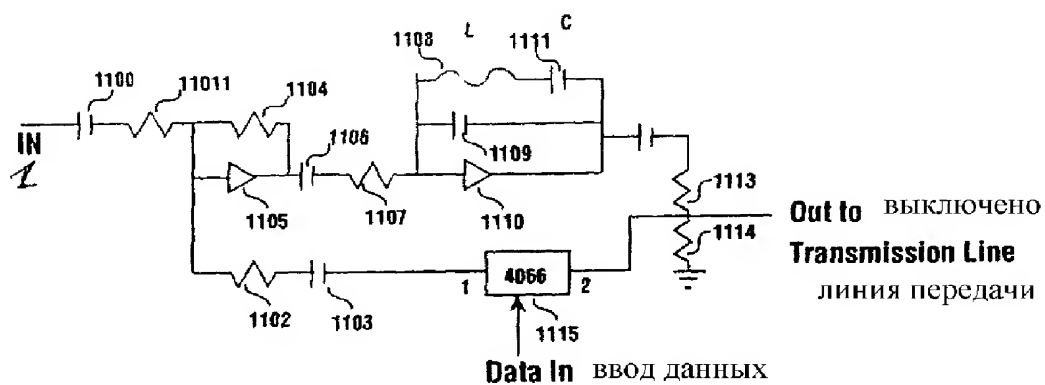 L
C
1108
1111
1100
11011
1104
1106
1109
IN
1
1105
1107
1110
1113
1114
Out to выключено
Transmission Line
линия передачи
1
4066
2
1102
1103
1115
Data In ввод данных